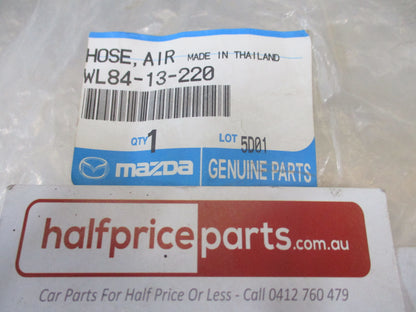 HOSE, AIR MADE IN THAILAND
WL84-13-220
QTY 1 LOT 5D01
mazda GENUINE PARTS
halfpriceparts.com.au
Car Parts For Half Price Or Less - Call 0412 760 479